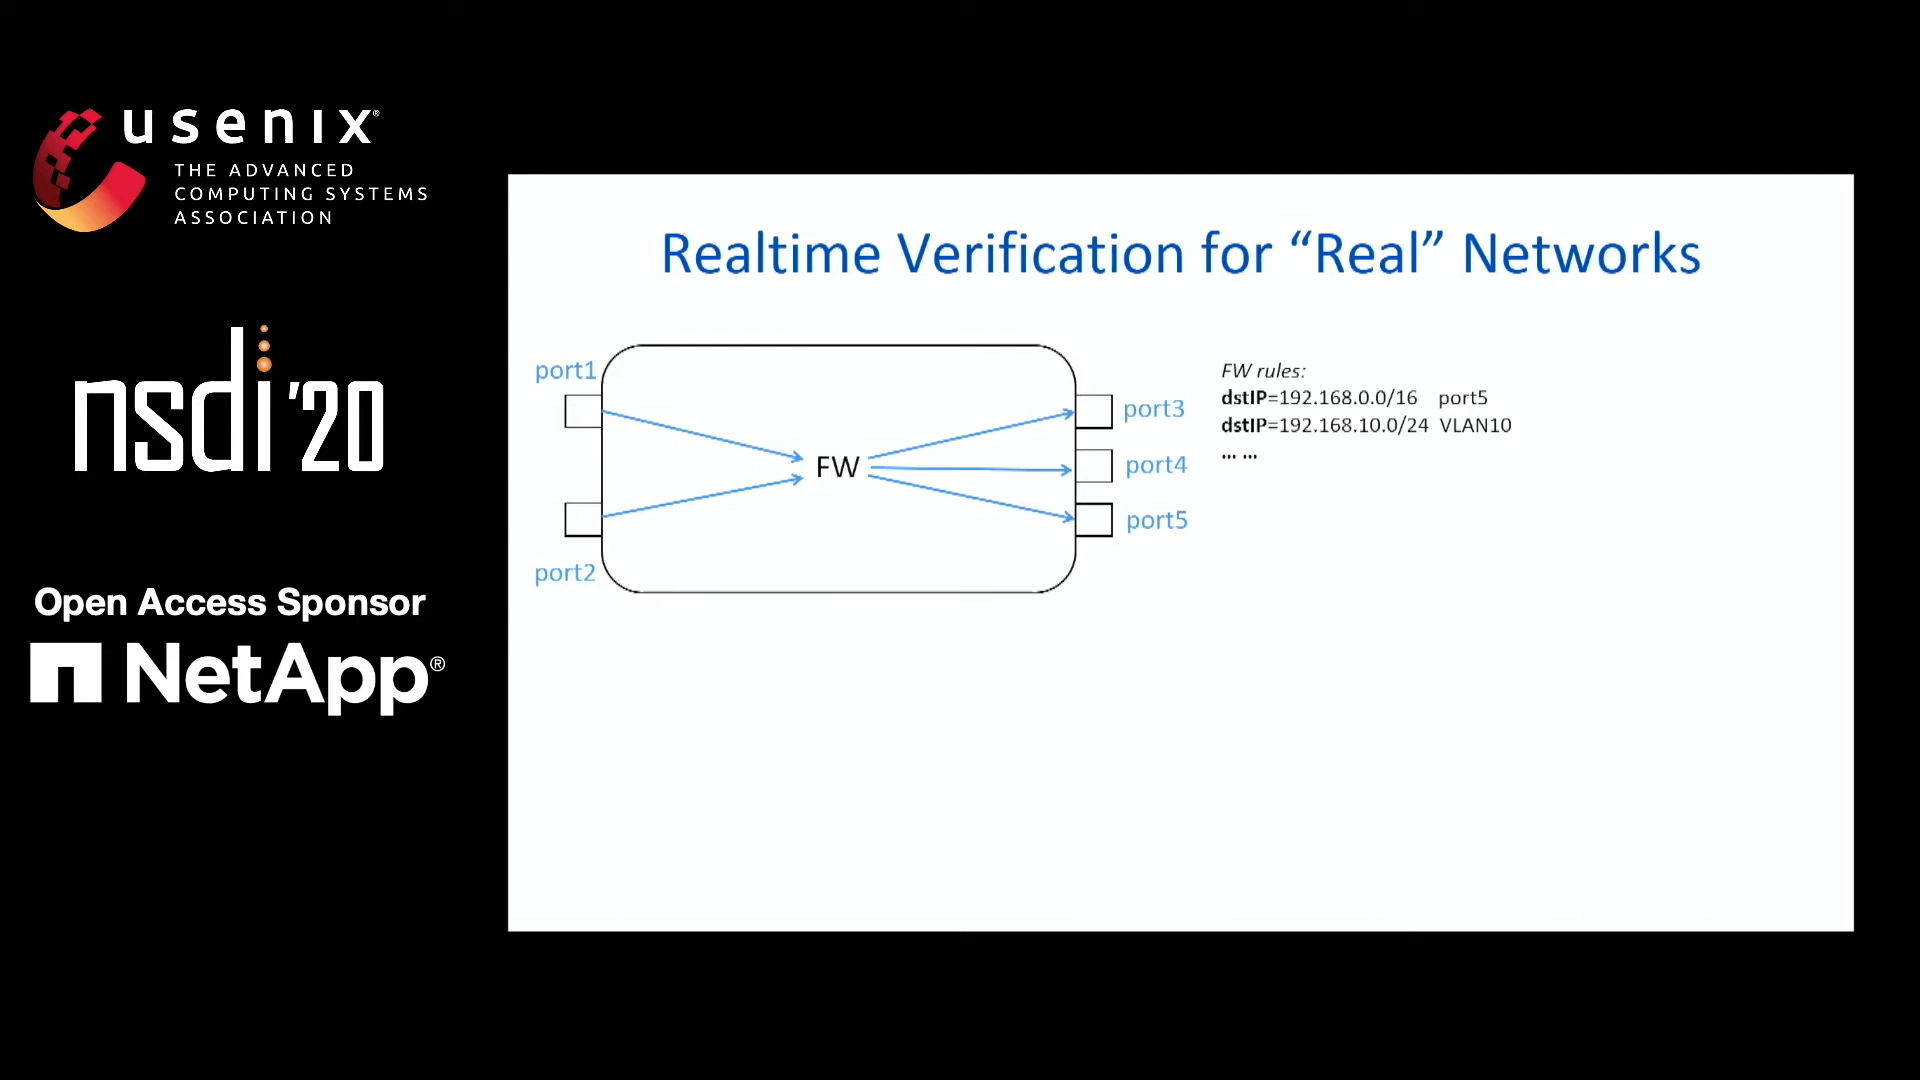 usenix®
THE ADVANCED
COMPUTING SYSTEMS
ASSOCIATION
nsdi '20
Open Access Sponsor
NetApp®
Realtime Verification for “Real” Networks
port1
port2
FW
port3
port4
port5
FW rules:
dstIP=192.168.0.0/16 port5
dstIP=192.168.10.0/24 VLAN10
... ...